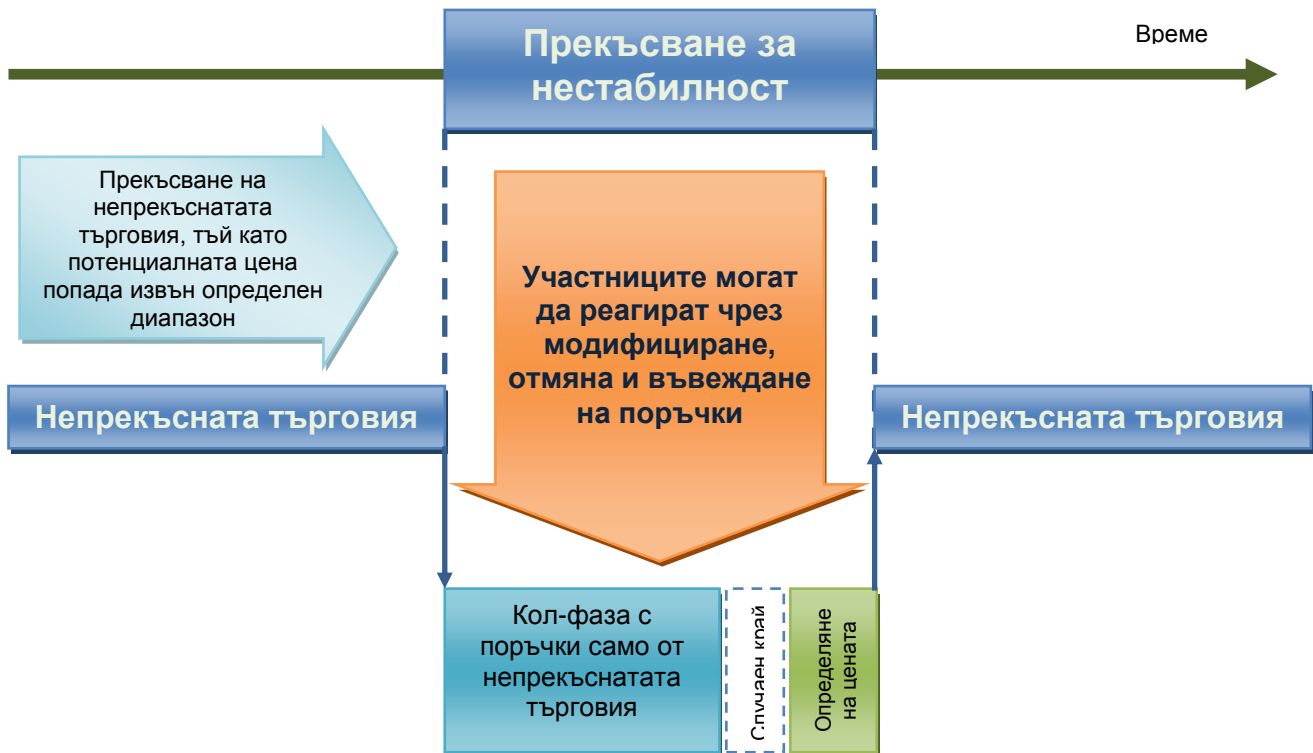 Прекъсване за
нестабилност
Време
Прекъсване на
непрекъснатата
търговия, тъй като
потенциалната цена
попада извън определен
диапазон
Участниците могат
да реагират чрез
модифициране,
отмяна и въвеждане
на поръчки
Непрекъсната търговия
Непрекъсната търговия
Кол-фаза с
поръчки само от
непрекъснатата
търговия
Случаен край
Определяне
на цената